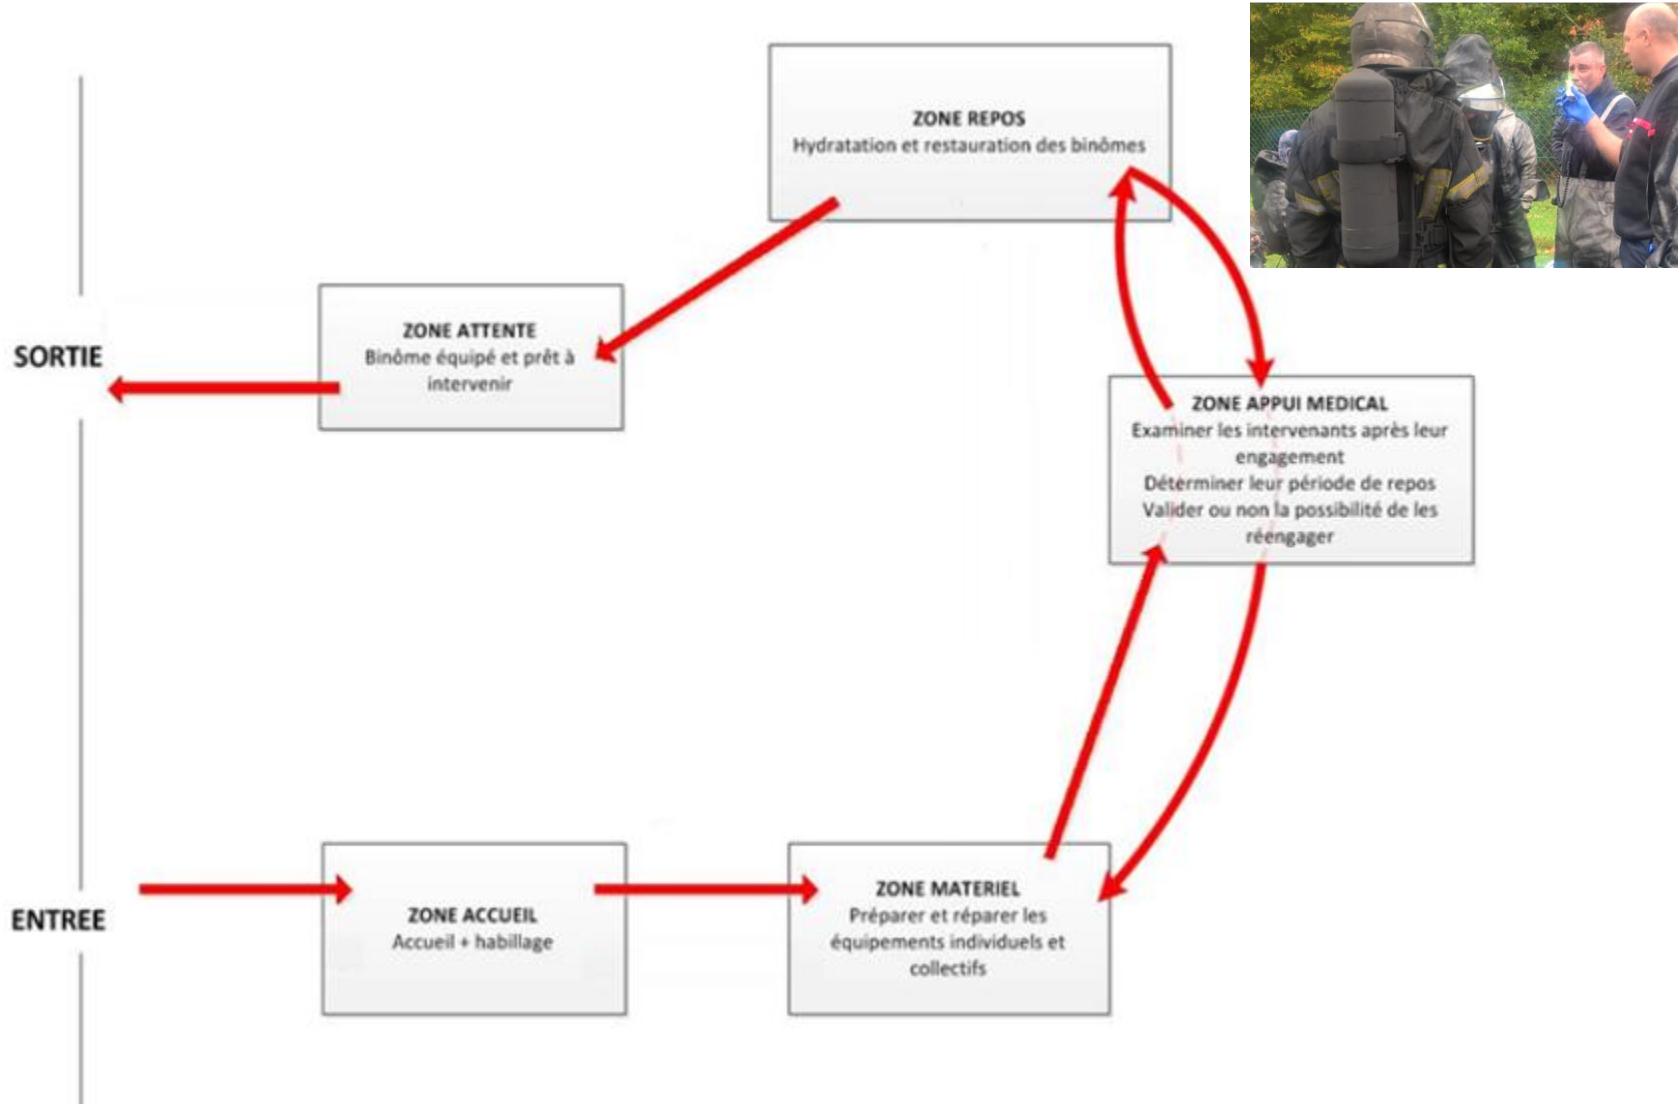 ZONE REPOS
Hydratation et restauration des binômes
ZONE ATTENTE
Binôme équipé et prêt à
intervenir
SORTIE
ZONE APPUI MEDICAL
Examiner les intervenants après leur
engagement
Déterminer leur période de repos
Valider ou non la possibilité de les
réengager
ENTREE
ZONE ACCUEIL
Accueil + habillage
ZONE MATERIEL
Préparer et réparer les
équipements individuels et
collectifs